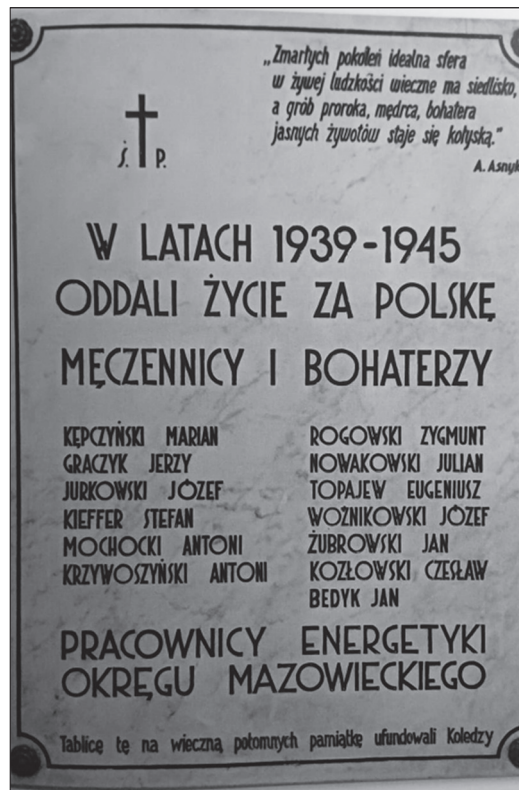 „Zmarłych pokoleń idealna sfera
w żywej ludzkości wieczne ma siedlisko,
a grób proroka, mędrca, bohatera
jasnych żywotów staje się kołyską.”
A. Asnyk
Ś. P.
W LATACH 1939-1945
ODDALI ŻYCIE ZA POLSKĘ
MĘCZENNICY I BOHATERZY
KĘPCZYŃSKI MARIAN
GRACZYK JERZY
JURKOWSKI JÓZEF
KIEFFER STEFAN
MOCHOCKI ANTONI
KRZYWOSZYŃSKI ANTONI
ROGOWSKI ZYGMUNT
NOWAKOWSKI JULIAN
TOPAJEW EUGENIUSZ
WOŹNIKOWSKI JÓZEF
ŻUBROWSKI JAN
KOZŁOWSKI CZESŁAW
BEDYK JAN
PRACOWNICY ENERGETYKI
OKRĘGU MAZOWIECKIEGO
Tablicę tę na wieczną potomnych pamiątkę ufundowali Koledzy